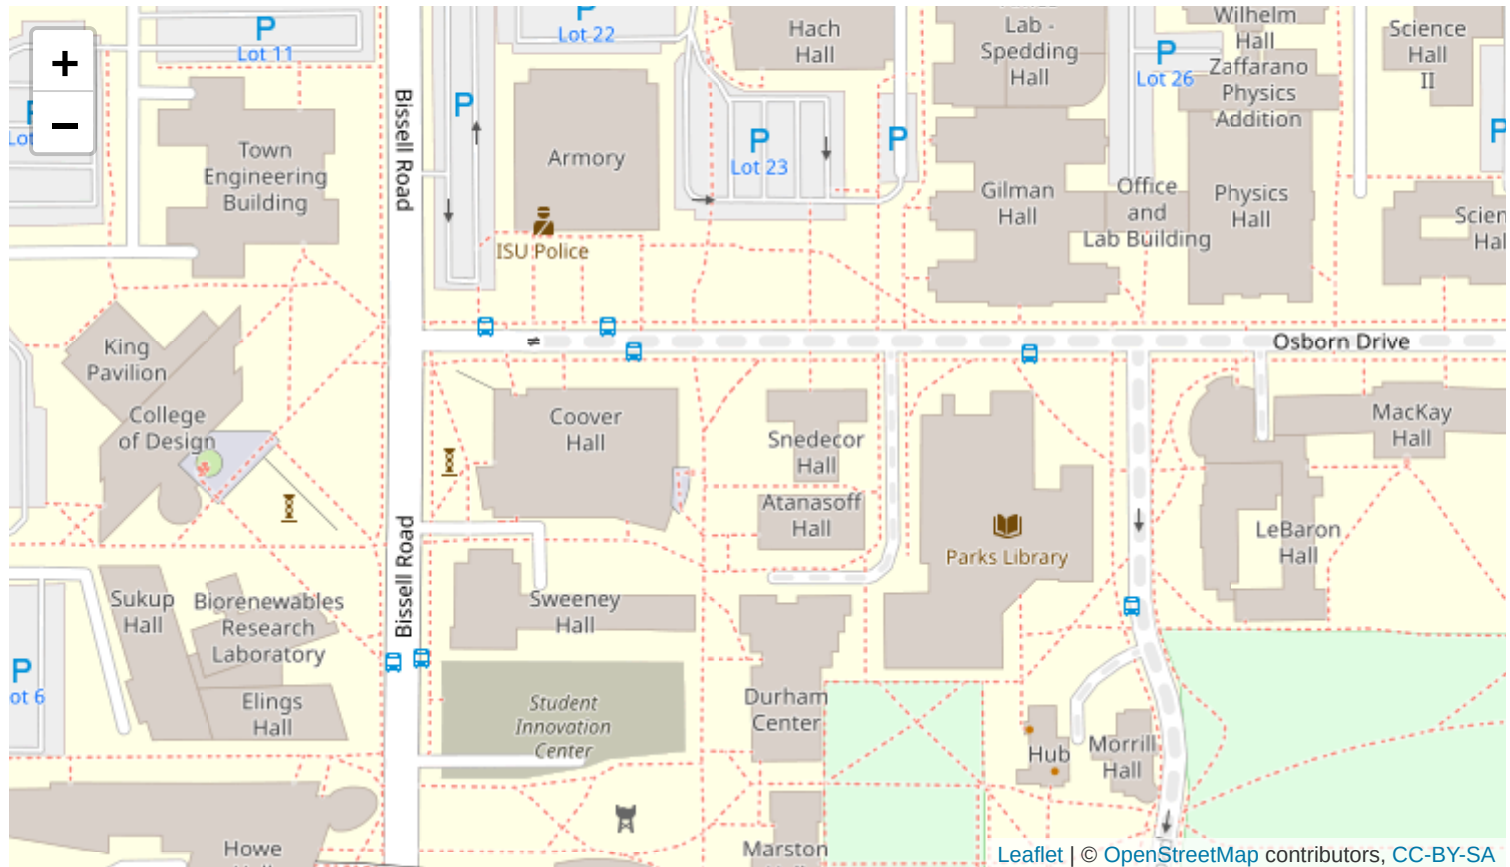 +
−
P
Lot 11
P
Lot 22
Hach
Hall
Lab -
Spedding
Hall
Wilhelm
Hall
Zaffarano
Physics
Addition
P
Lot 26
Science
Hall
II
P
P
Bissell Road
Armory
P
Lot 23
P
P
Town
Engineering
Building
ISU Police
Gilman
Hall
Office
and
Lab Building
Physics
Hall
King
Pavilion
College
of Design
Osborn Drive
Coover
Hall
Snedecor
Hall
Atanasoff
Hall
MacKay
Hall
Parks Library
LeBaron
Hall
Bissell Road
Sukup
Hall
Biorenewables
Research
Laboratory
Elings
Hall
P
ot 6
Sweeney
Hall
Student
Innovation
Center
Durham
Center
Hub
Morrill
Hall
Howe
Marston
Leaflet | © OpenStreetMap contributors, CC-BY-SA